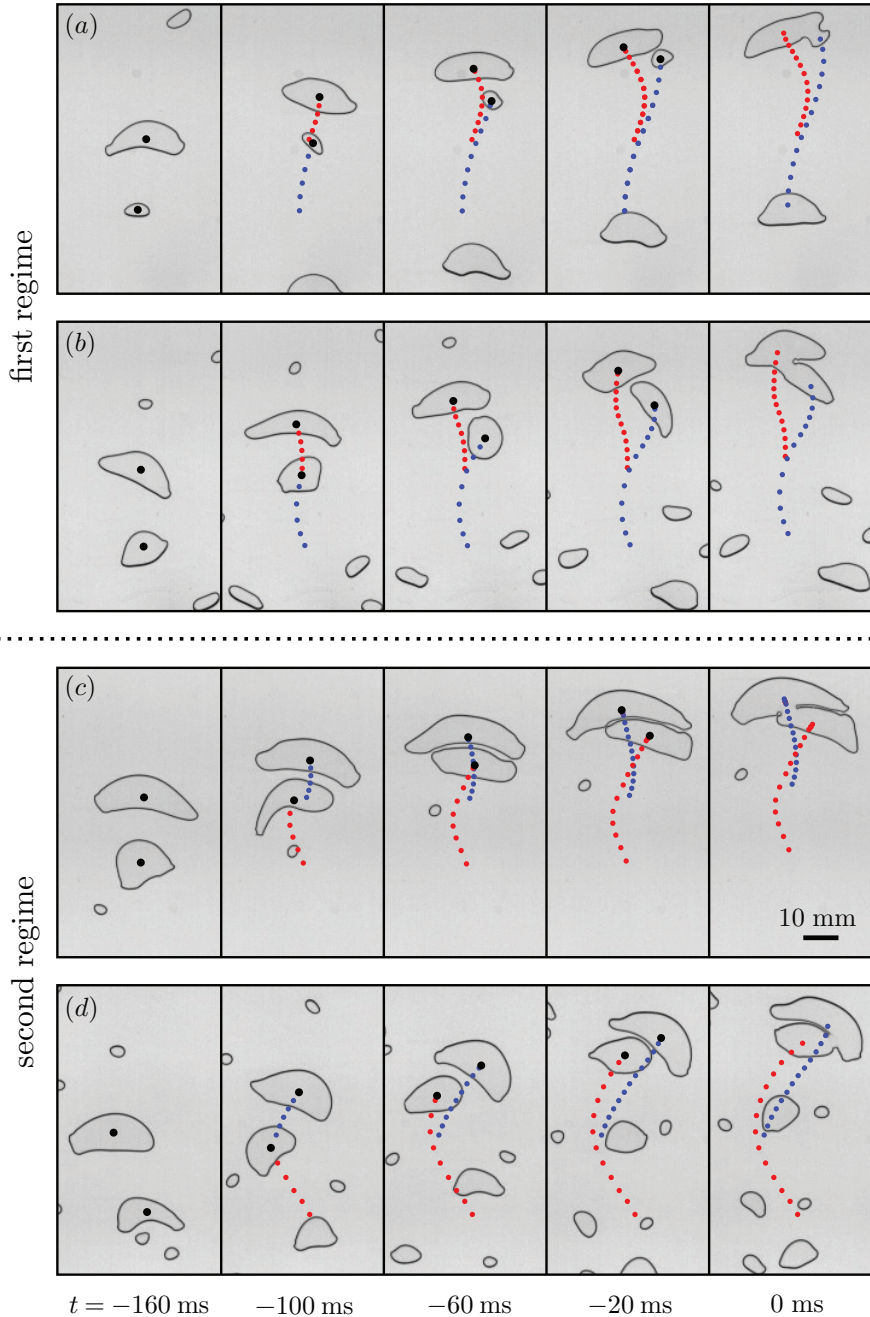 first regime
(a)
(b)
second regime
(c)
10 mm
(d)
t = −160 ms −100 ms −60 ms −20 ms 0 ms